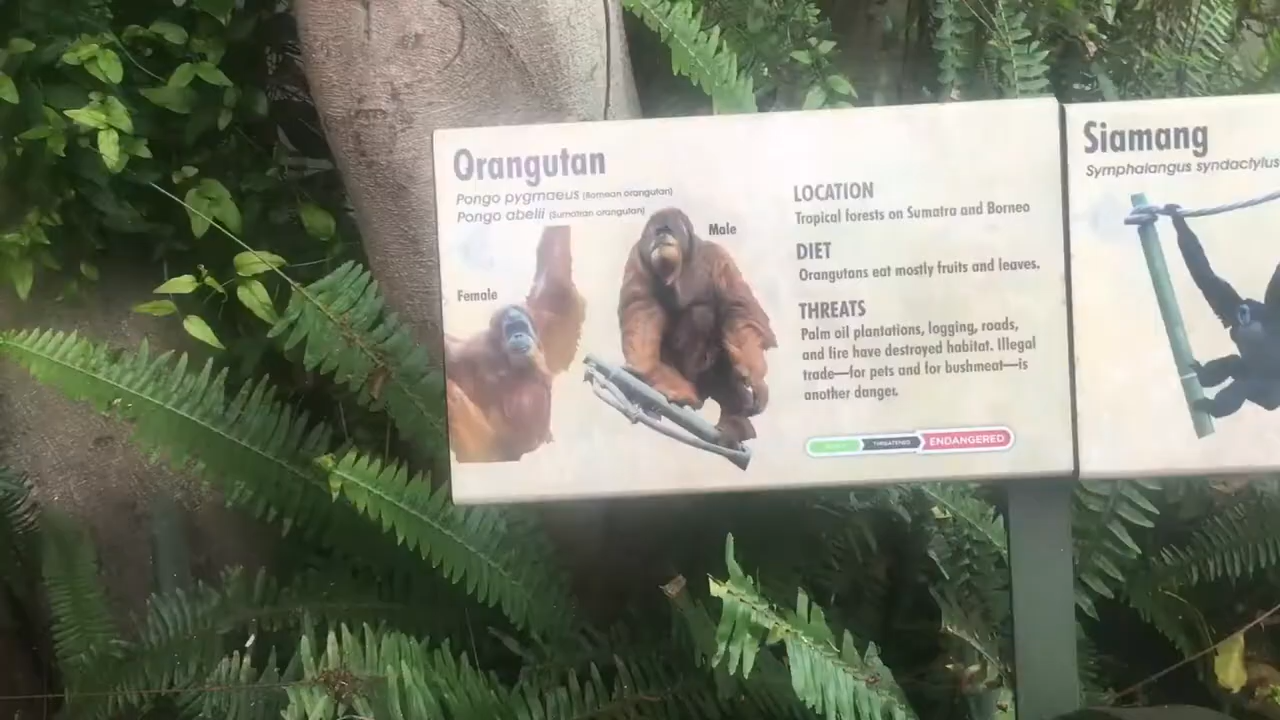 Orangutan
Pongo pygmaeus (Bornean orangutan)
Pongo abelii (Sumatran orangutan)
Female
Male
LOCATION
Tropical forests on Sumatra and Borneo
DIET
Orangutans eat mostly fruits and leaves.
THREATS
Palm oil plantations, logging, roads,
and fire have destroyed habitat. Illegal
trade—for pets and for bushmeat—is
another danger.
THREATENED ENDANGERED
Siamang
Symphalangus syndactylus